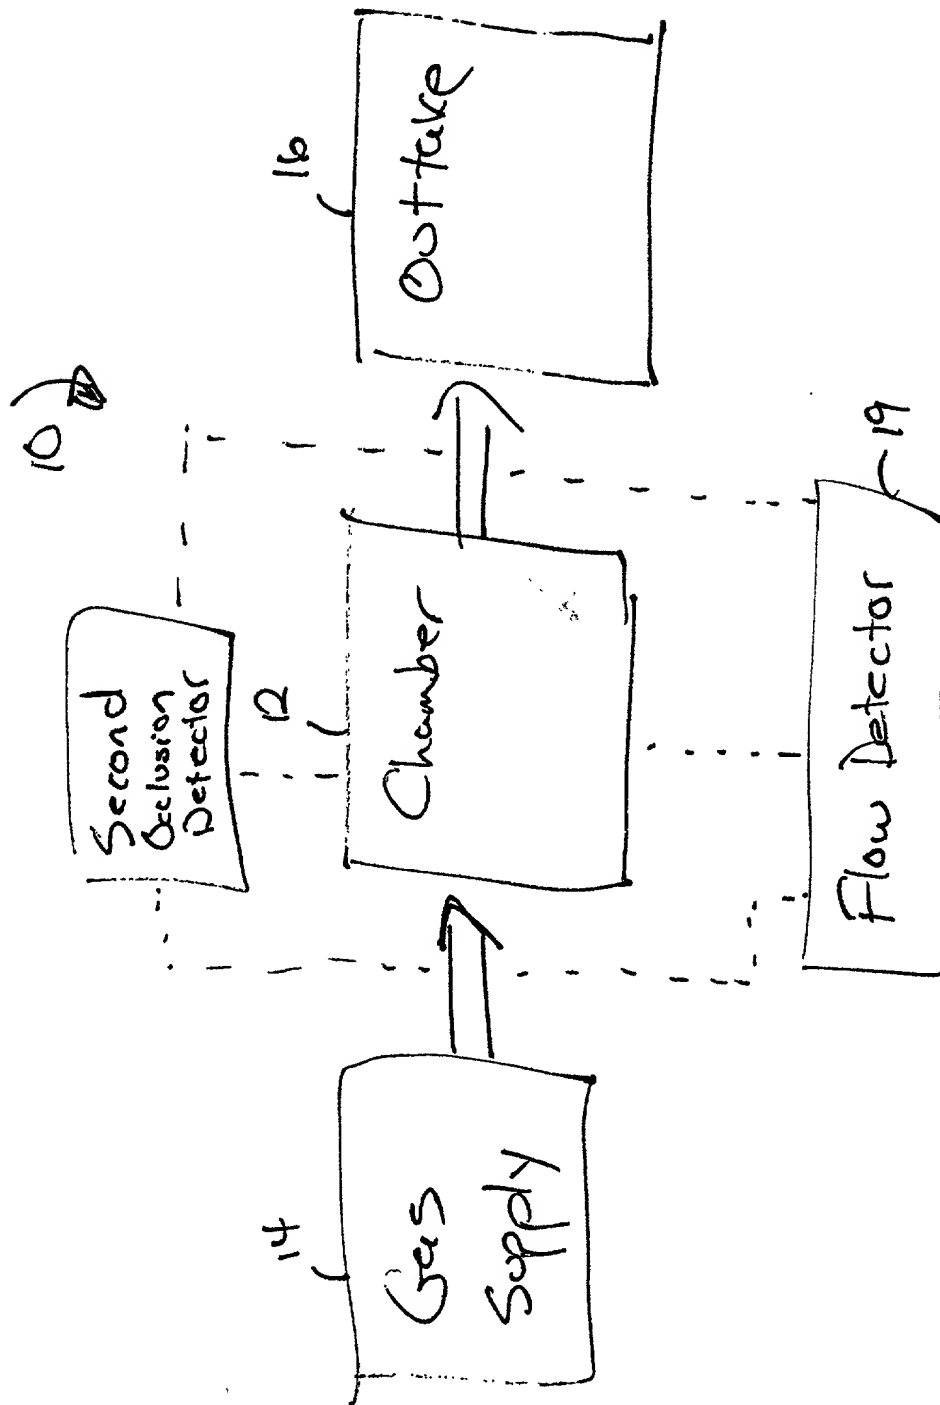 10
Second
Occlusion
Detector
14
12
16
Gas
Supply
Chamber
Outtake
Flow Detector
19